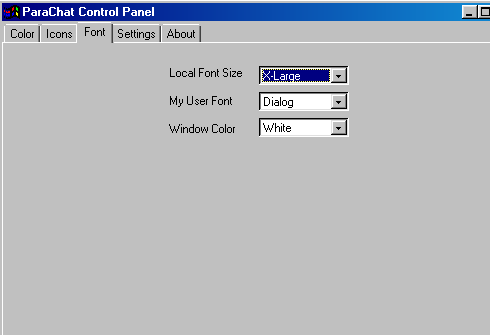 ParaChat Control Panel
Color Icons Font Settings About
Local Font Size X-Large
My User Font Dialog
Window Color White